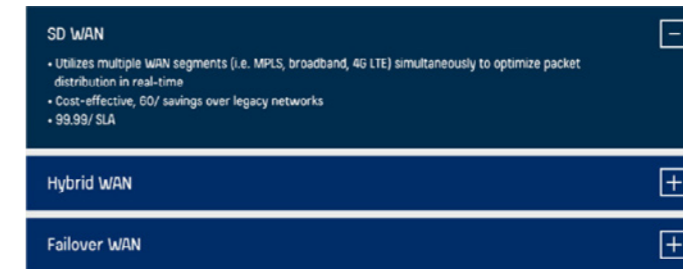 SD WAN
• Utilizes multiple WAN segments (i.e. MPLS, broadband, 4G LTE) simultaneously to optimize packet
distribution in real-time
• Cost-effective, 60/ savings over legacy networks
• 99.99/ SLA
Hybrid WAN
Failover WAN